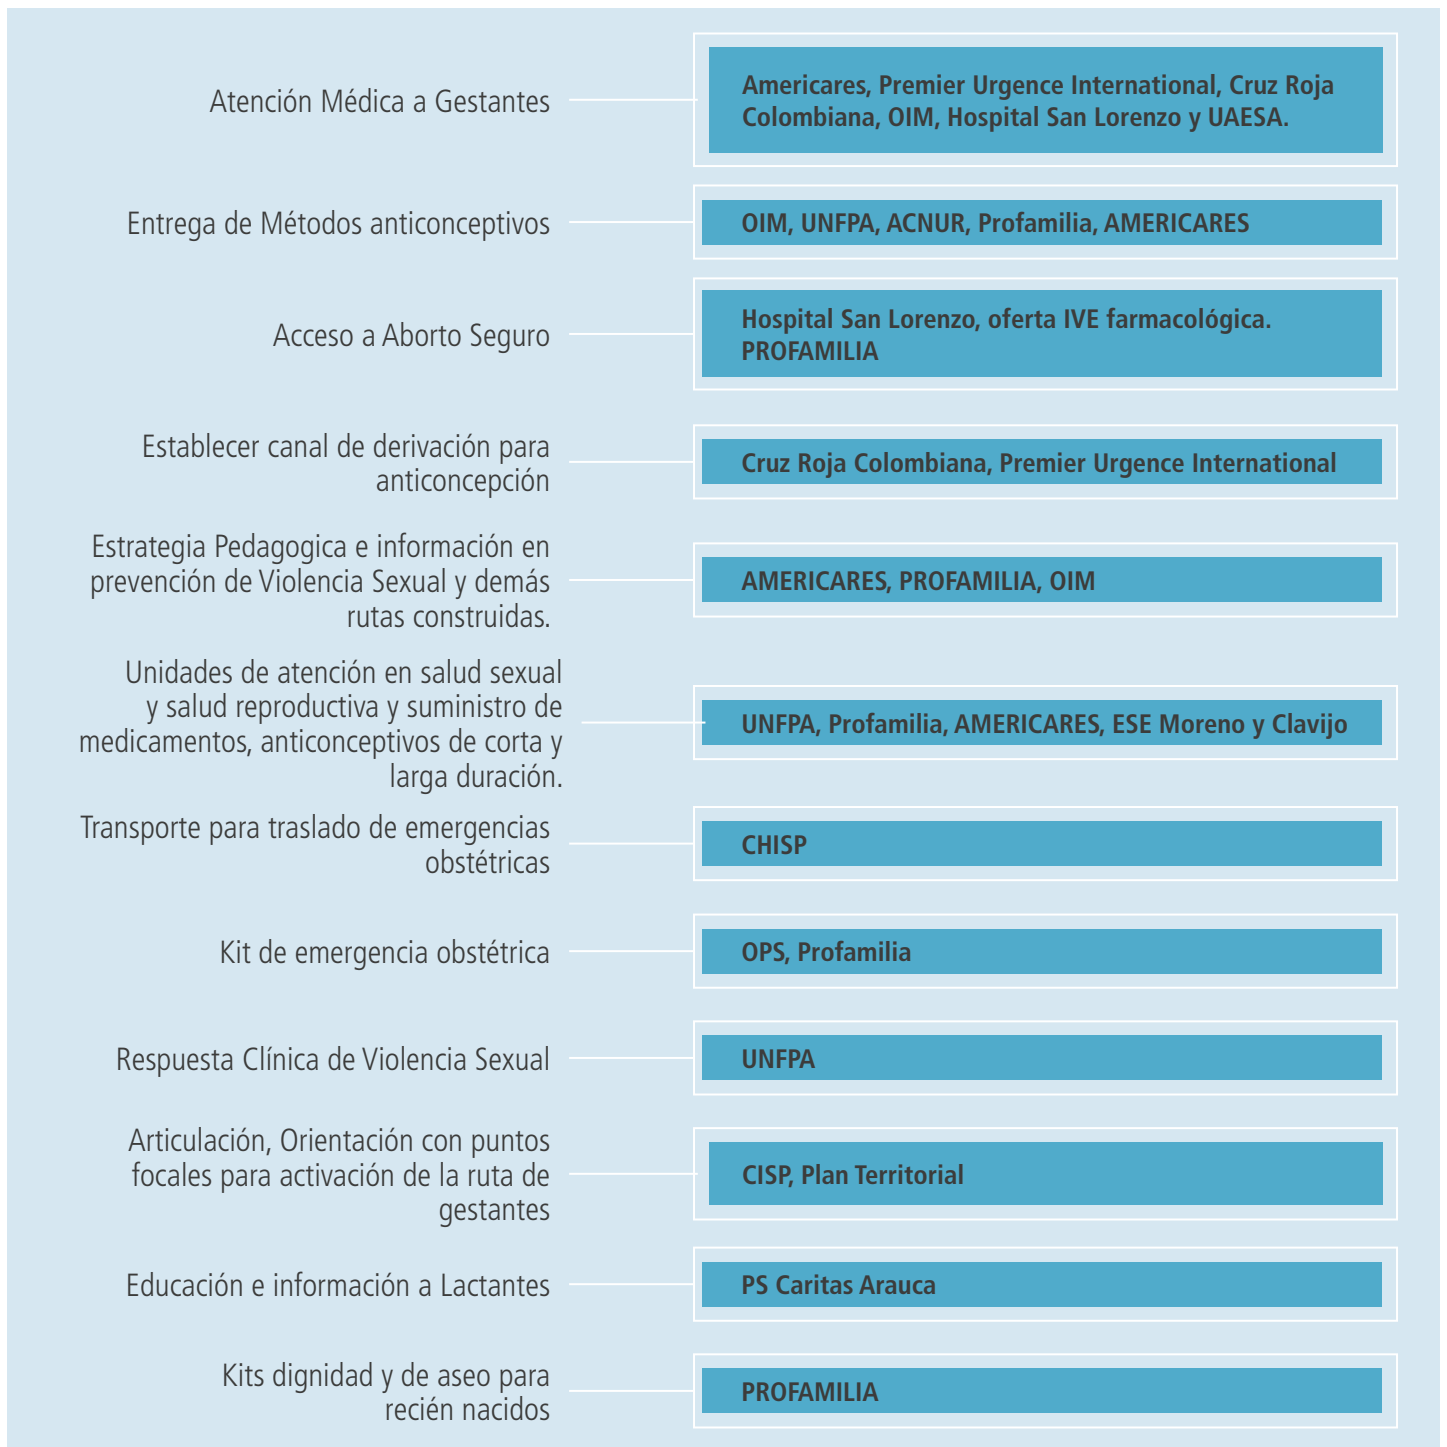 Atención Médica a Gestantes
Americares, Premier Urgence International, Cruz Roja
Colombiana, OIM, Hospital San Lorenzo y UAESA.
Entrega de Métodos anticonceptivos
OIM, UNFPA, ACNUR, Profamilia, AMERICARES
Acceso a Aborto Seguro
Hospital San Lorenzo, oferta IVE farmacológica.
PROFAMILIA
Establecer canal de derivación para
anticoncepción
Cruz Roja Colombiana, Premier Urgence International
Estrategia Pedagogica e información en
prevención de Violencia Sexual y demás
rutas construidas.
AMERICARES, PROFAMILIA, OIM
Unidades de atención en salud sexual
y salud reproductiva y suministro de
medicamentos, anticonceptivos de corta y
larga duración.
UNFPA, Profamilia, AMERICARES, ESE Moreno y Clavijo
Transporte para traslado de emergencias
obstétricas
CHISP
Kit de emergencia obstétrica
OPS, Profamilia
Respuesta Clínica de Violencia Sexual
UNFPA
Articulación, Orientación con puntos
focales para activación de la ruta de
gestantes
CISP, Plan Territorial
Educación e información a Lactantes
PS Caritas Arauca
Kits dignidad y de aseo para
recién nacidos
PROFAMILIA